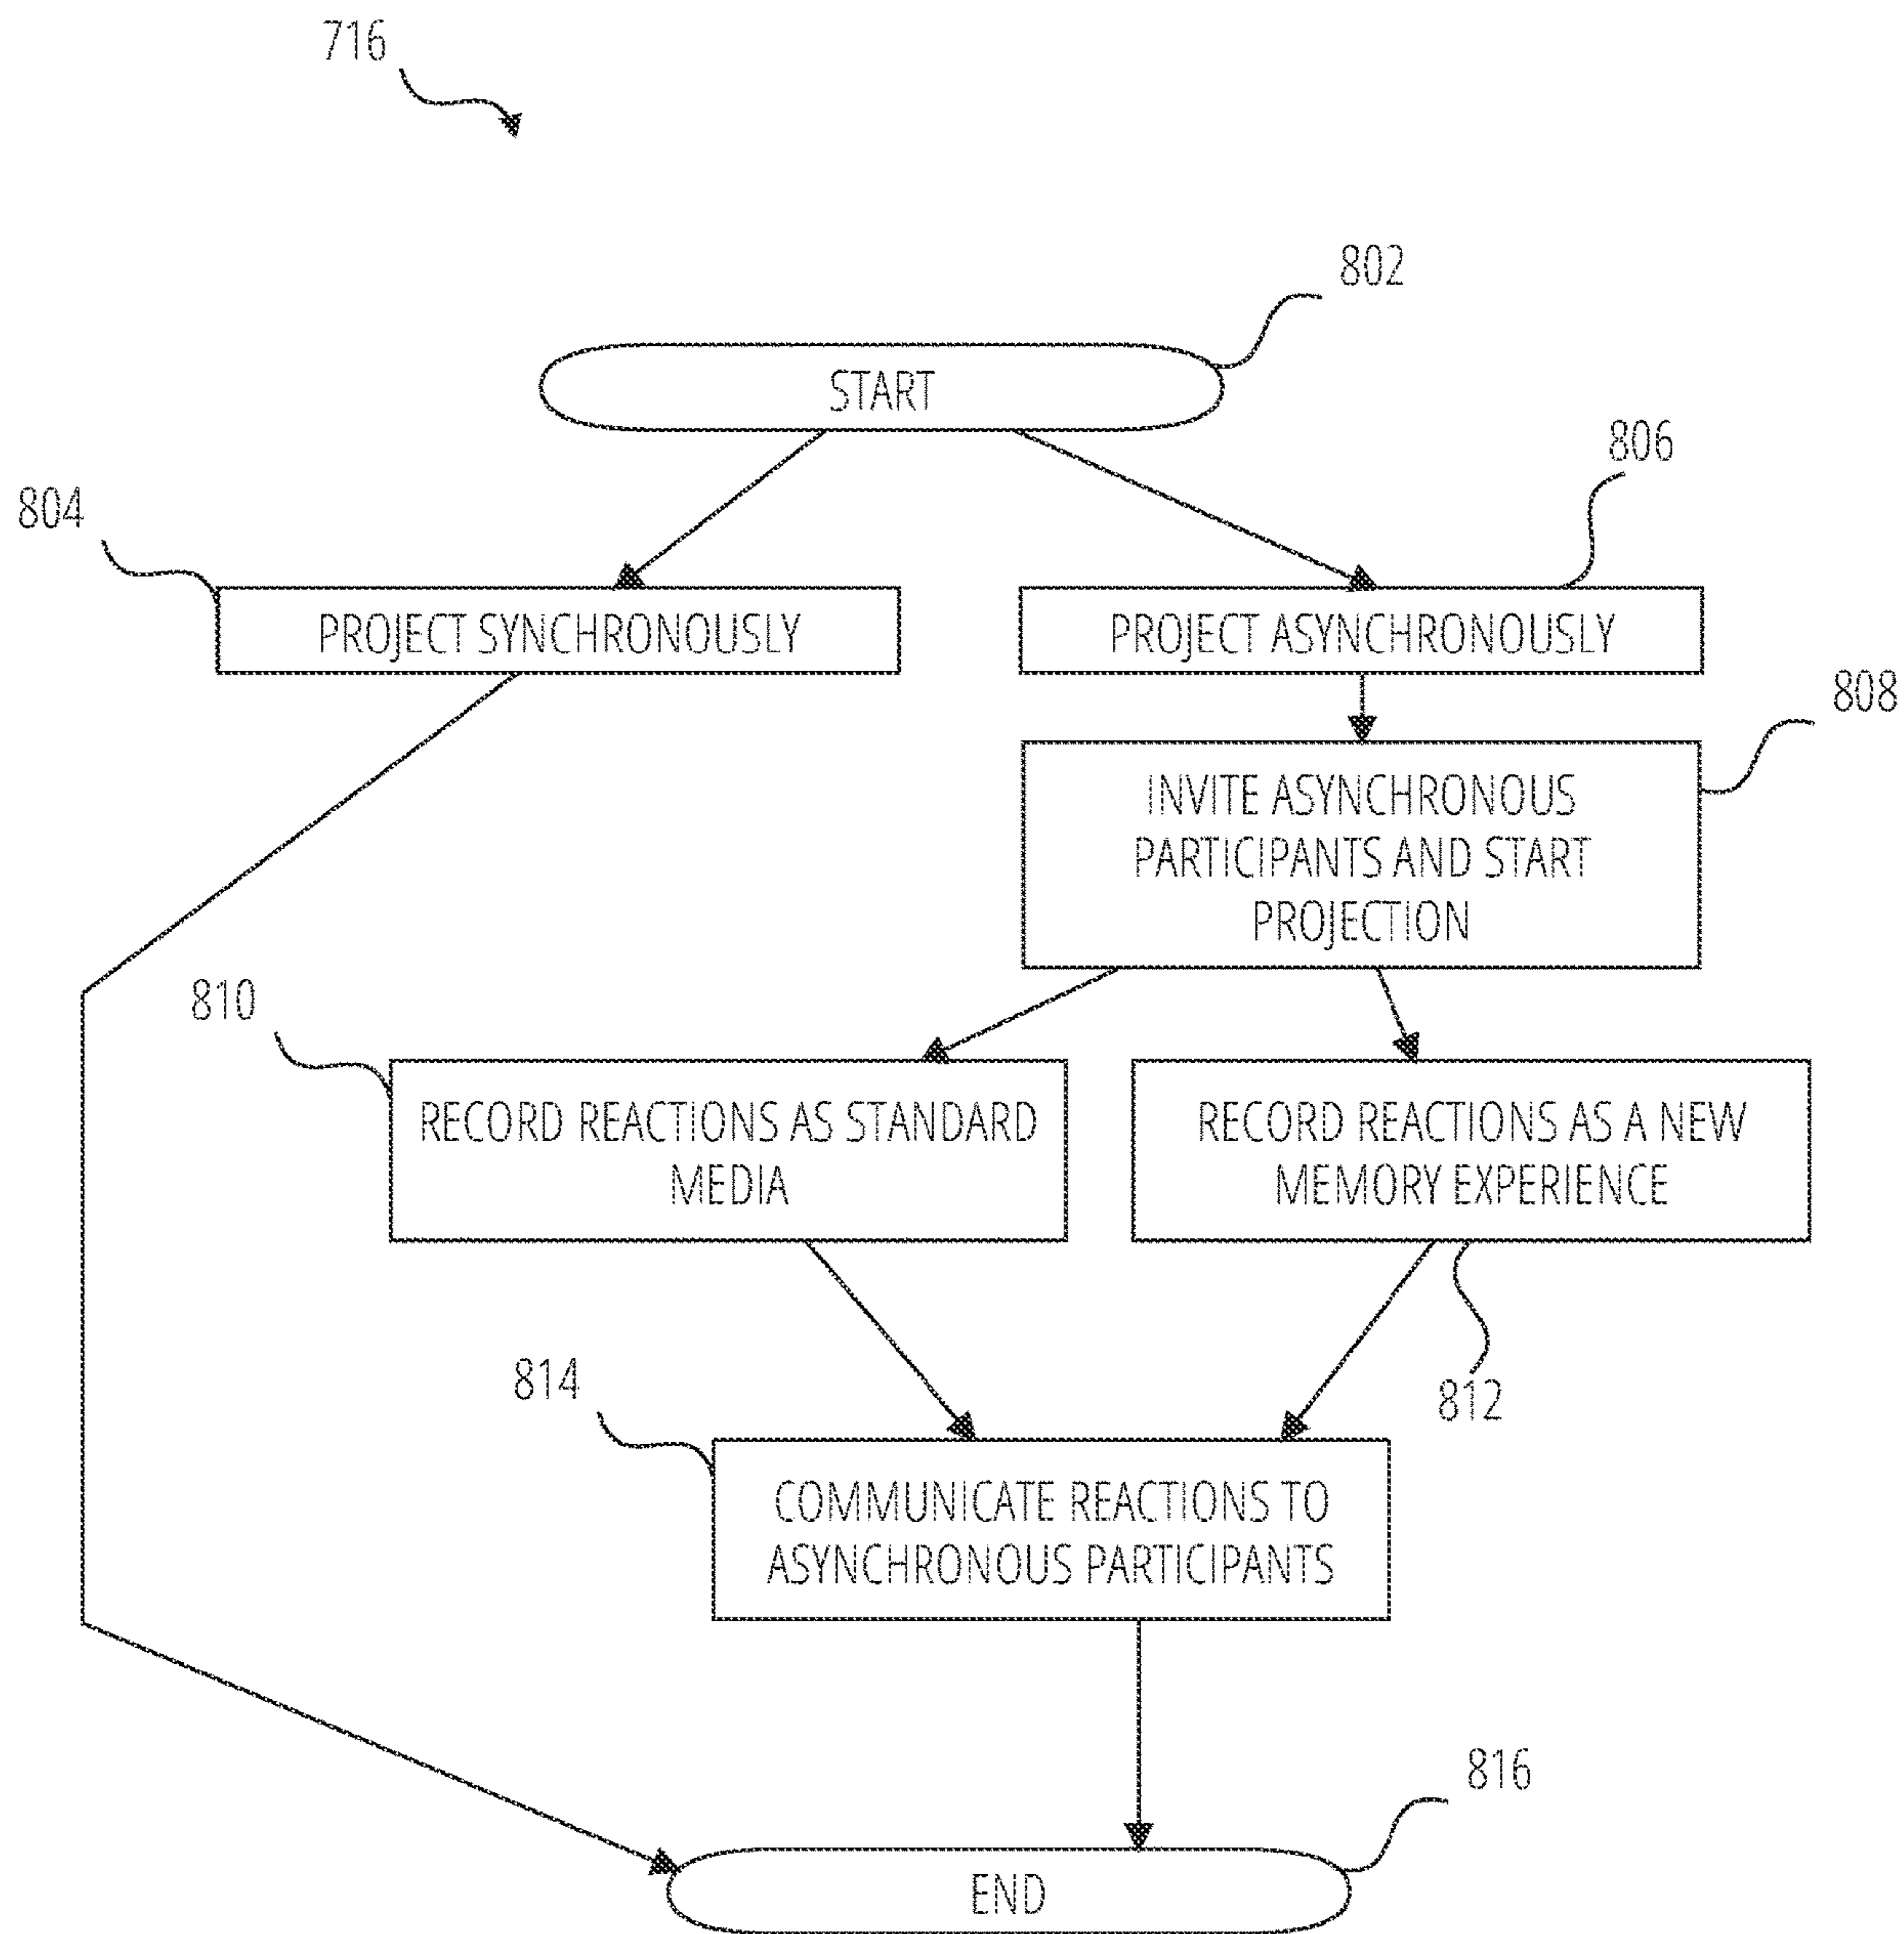 716
802
START
806
804
PROJECT SYNCHRONOUSLY
PROJECT ASYNCHRONOUSLY
808
INVITE ASYNCHRONOUS
PARTICIPANTS AND START
PROJECTION
810
RECORD REACTIONS AS STANDARD
MEDIA
RECORD REACTIONS AS A NEW
MEMORY EXPERIENCE
812
814
COMMUNICATE REACTIONS TO
ASYNCHRONOUS PARTICIPANTS
816
END